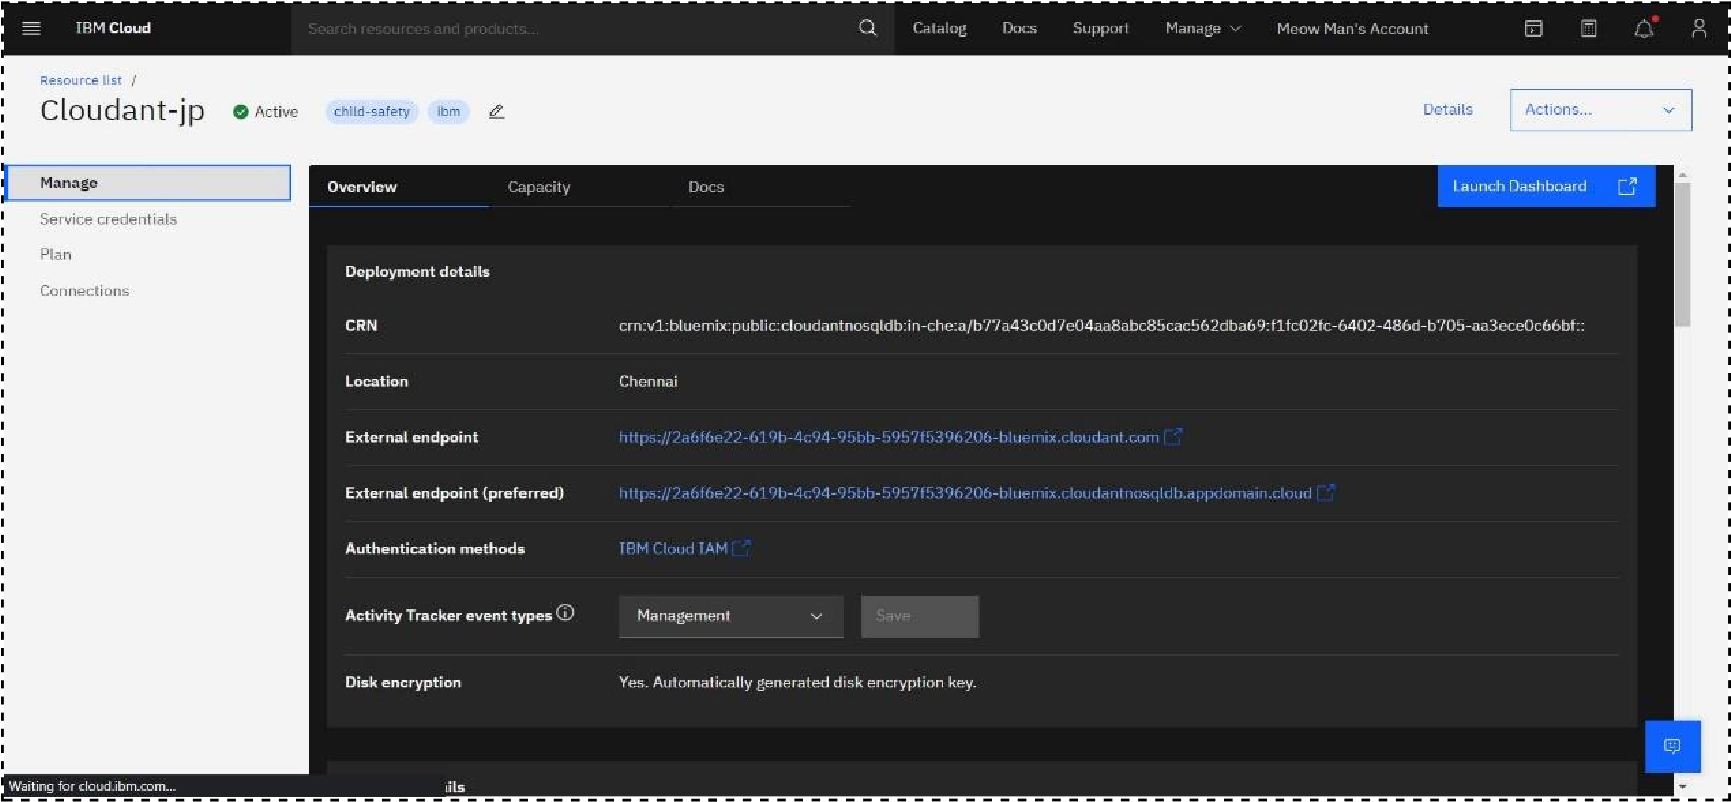 IBM Cloud
Search resources and products...
Catalog
Docs
Support
Manage
Meow Man's Account
Resource list /
Cloudant-jp
Active
child-safety
ibm
Details
Actions...
Manage
Service credentials
Plan
Connections
Overview
Capacity
Docs
Launch Dashboard
Deployment details
CRN
crn:v1:bluemix:public:cloudantnosqldb:in-che:a/b77a43c0d7e04aa8abc85cac562dba69:f1fc02fc-6402-486d-b705-aa3ece0c66bf::
Location
Chennai
External endpoint
https://2a6f6e22-619b-4c94-95bb-5957f5396206-bluemix.cloudant.com
External endpoint (preferred)
https://2a6f6e22-619b-4c94-95bb-5957f5396206-bluemix.cloudantnosqldb.appdomain.cloud
Authentication methods
IBM Cloud IAM
Activity Tracker event types
Management
Save
Disk encryption
Yes. Automatically generated disk encryption key.
Waiting for cloud.ibm.com...